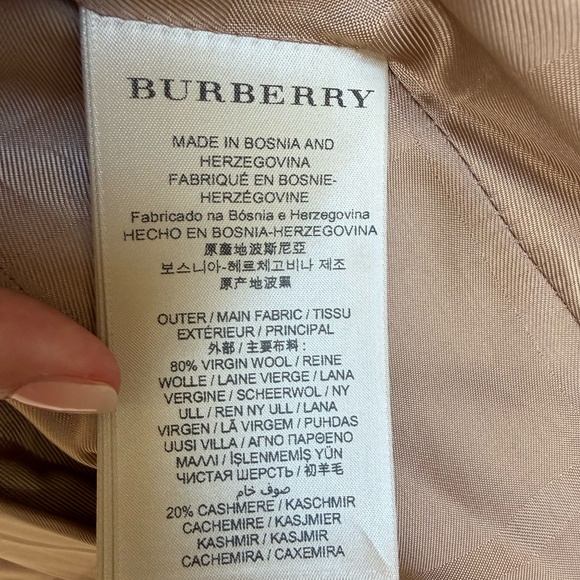 BURBERRY
MADE IN BOSNIA AND
HERZEGOVINA
FABRIQUÉ EN BOSNIE-
HERZÉGOVINE
Fabricado na Bósnia e Herzegovina
HECHO EN BOSNIA-HERZEGOVINA
原產地波斯尼亞
보스니아-헤르체고비나 제조
原产地波黑
OUTER / MAIN FABRIC / TISSU
EXTÉRIEUR / PRINCIPAL
外部 / 主要布料 :
80% VIRGIN WOOL / REINE
WOLLE / LAINE VIERGE / LANA
VERGINE / SCHEERWOL / NY
ULL / REN NY ULL / LANA
VIRGEN / LÃ VIRGEM / PUHDAS
UUSI VILLA / ΑΓΝΟ ΠΑΡΘΕΝΟ
ΜΑΛΛΙ / İŞLENMEMİŞ YÜN
ЧИСТАЯ ШЕРСТЬ / 初羊毛
صوف خام
20% CASHMERE / KASCHMIR
CACHEMIRE / KASJMIER
KASHMIR / KASJMIR
CACHEMIRA / CAXEMIRA